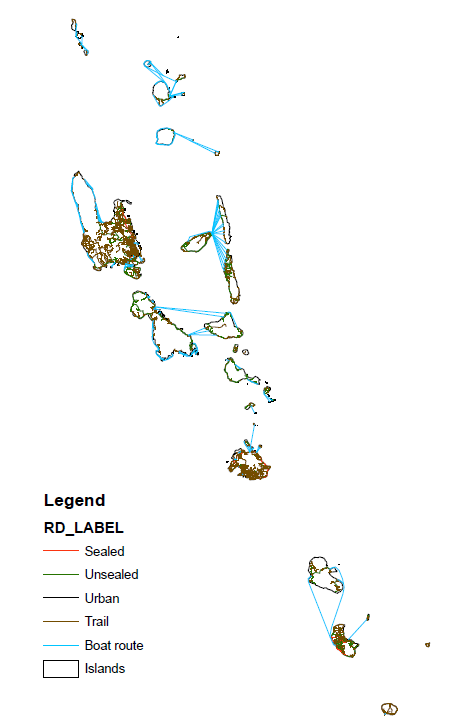 Legend
RD_LABEL
Sealed
Unsealed
Urban
Trail
Boat route
Islands